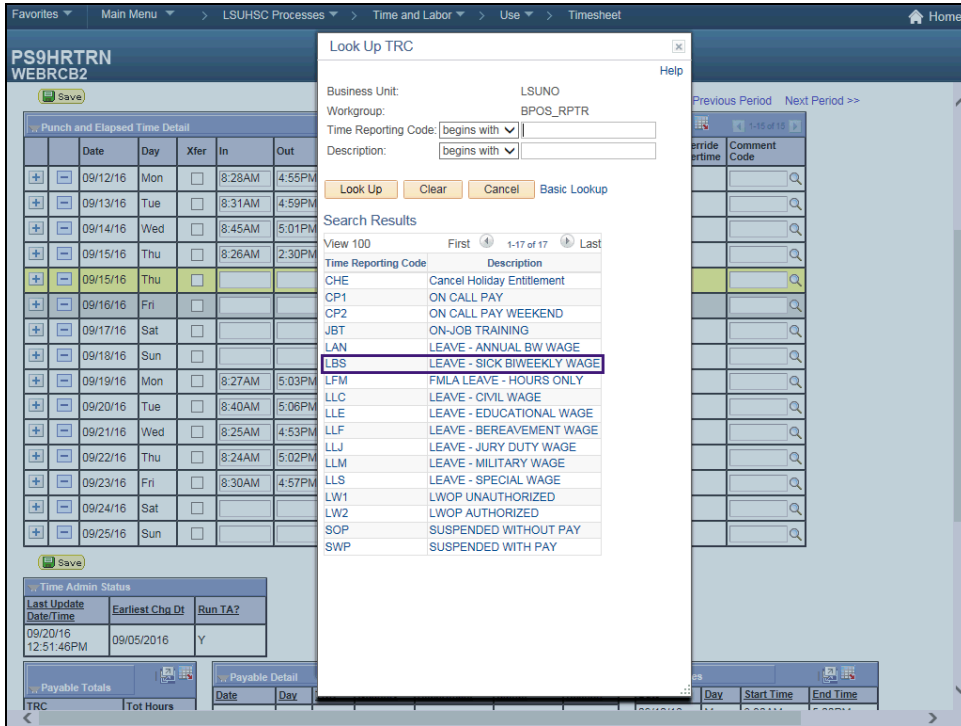 Favorites Main Menu > LSUHSC Processes > Time and Labor > Use > Timesheet Home
PS9HRTRN
WEBRCB2
Save
Previous Period Next Period >>
Punch and Elapsed Time Detail 1-15 of 15
Date Day Xfer In Out erride ertime Comment Code
09/12/16 Mon 8:28AM 4:55PM
09/13/16 Tue 8:31AM 4:59PM
09/14/16 Wed 8:45AM 5:01PM
09/15/16 Thu 8:26AM 2:30PM
09/15/16 Thu
09/16/16 Fri
09/17/16 Sat
09/18/16 Sun
09/19/16 Mon 8:27AM 5:03PM
09/20/16 Tue 8:40AM 5:06PM
09/21/16 Wed 8:25AM 4:53PM
09/22/16 Thu 8:24AM 5:02PM
09/23/16 Fri 8:30AM 4:57PM
09/24/16 Sat
09/25/16 Sun
Save
Time Admin Status
Last Update Date/Time Earliest Chg Dt Run TA?
09/20/16 12:51:46PM 09/05/2016 Y
Payable Totals
TRC Tot Hours
Payable Detail
Date Day
es
Day Start Time End Time
Look Up TRC
Help
Business Unit: LSUNO
Workgroup: BPOS_RPTR
Time Reporting Code: begins with
Description: begins with
Look Up Clear Cancel Basic Lookup
Search Results
View 100 First 1-17 of 17 Last
Time Reporting Code Description
CHE Cancel Holiday Entitlement
CP1 ON CALL PAY
CP2 ON CALL PAY WEEKEND
JBT ON-JOB TRAINING
LAN LEAVE - ANNUAL BW WAGE
LBS LEAVE - SICK BIWEEKLY WAGE
LFM FMLA LEAVE - HOURS ONLY
LLC LEAVE - CIVIL WAGE
LLE LEAVE - EDUCATIONAL WAGE
LLF LEAVE - BEREAVEMENT WAGE
LLJ LEAVE - JURY DUTY WAGE
LLM LEAVE - MILITARY WAGE
LLS LEAVE - SPECIAL WAGE
LW1 LWOP UNAUTHORIZED
LW2 LWOP AUTHORIZED
SOP SUSPENDED WITHOUT PAY
SWP SUSPENDED WITH PAY